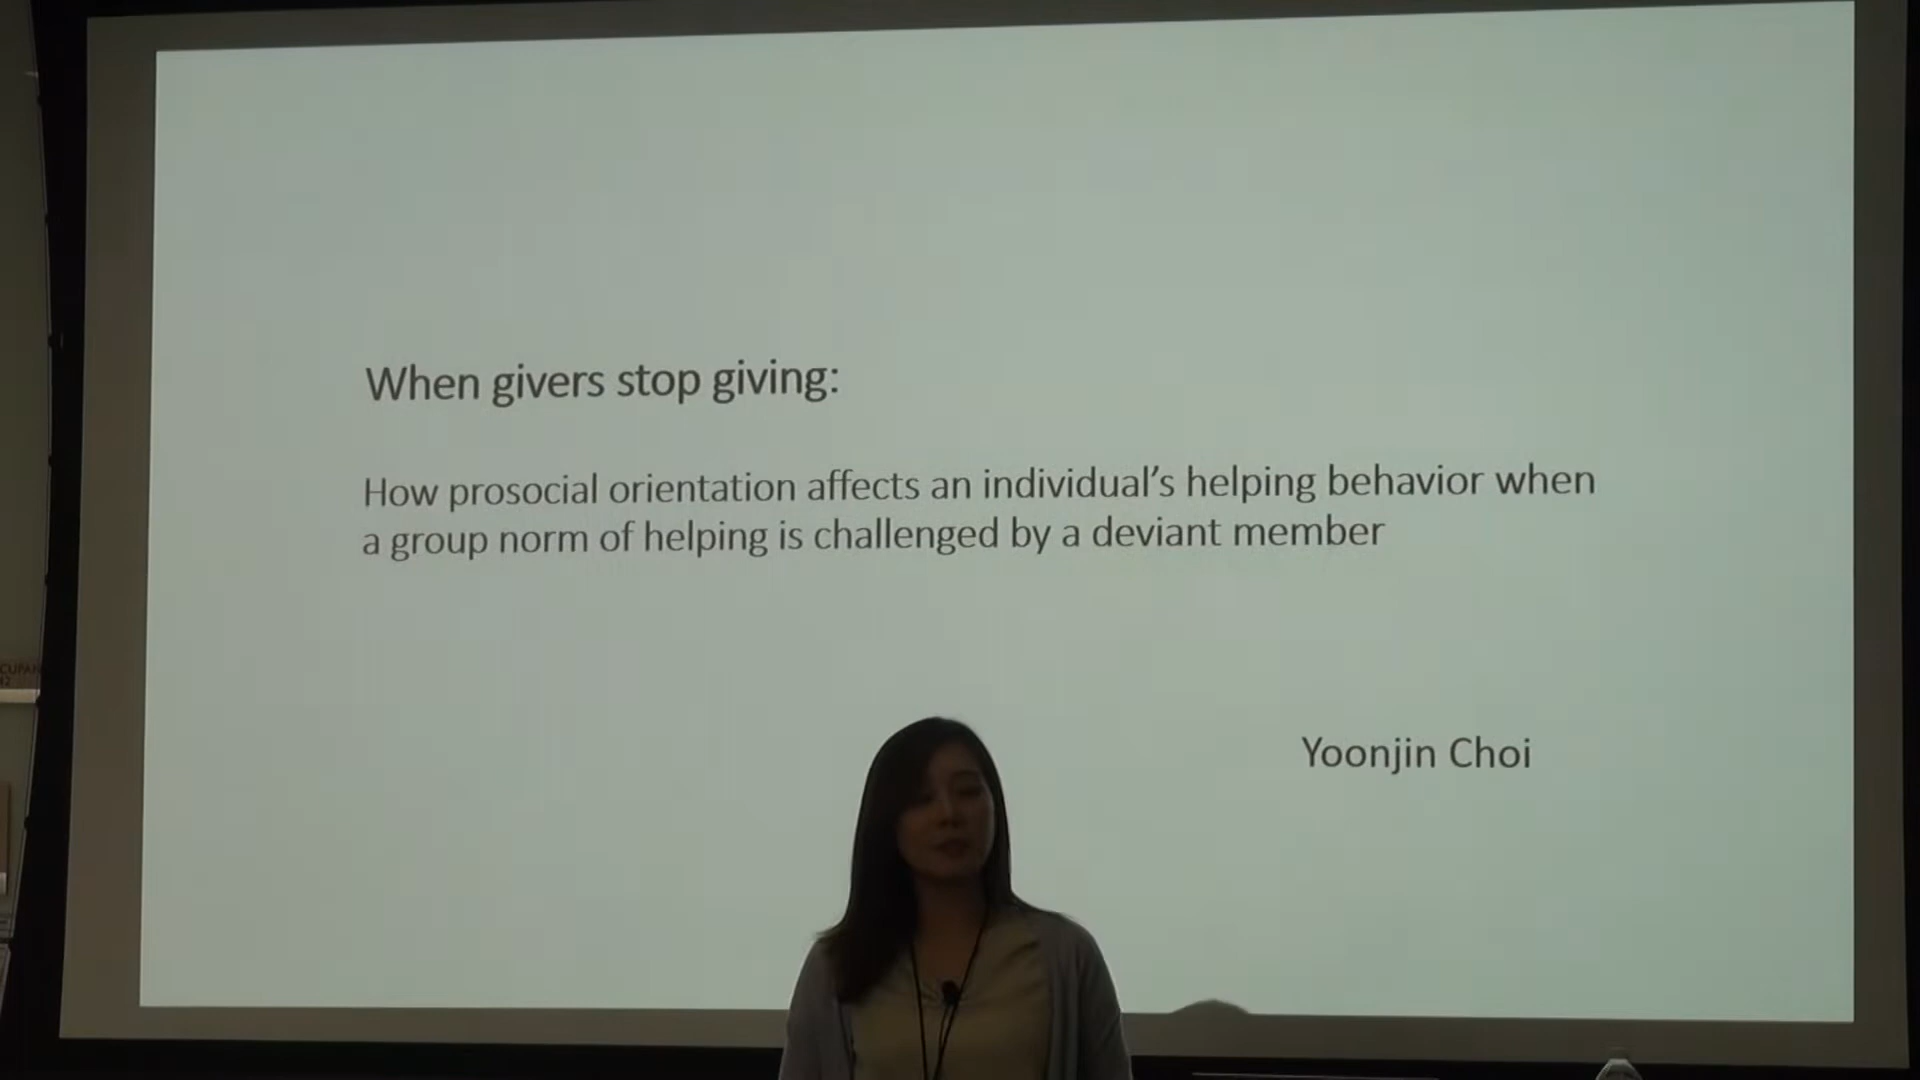 When givers stop giving:
How prosocial orientation affects an individual's helping behavior when
a group norm of helping is challenged by a deviant member
Yoonjin Choi